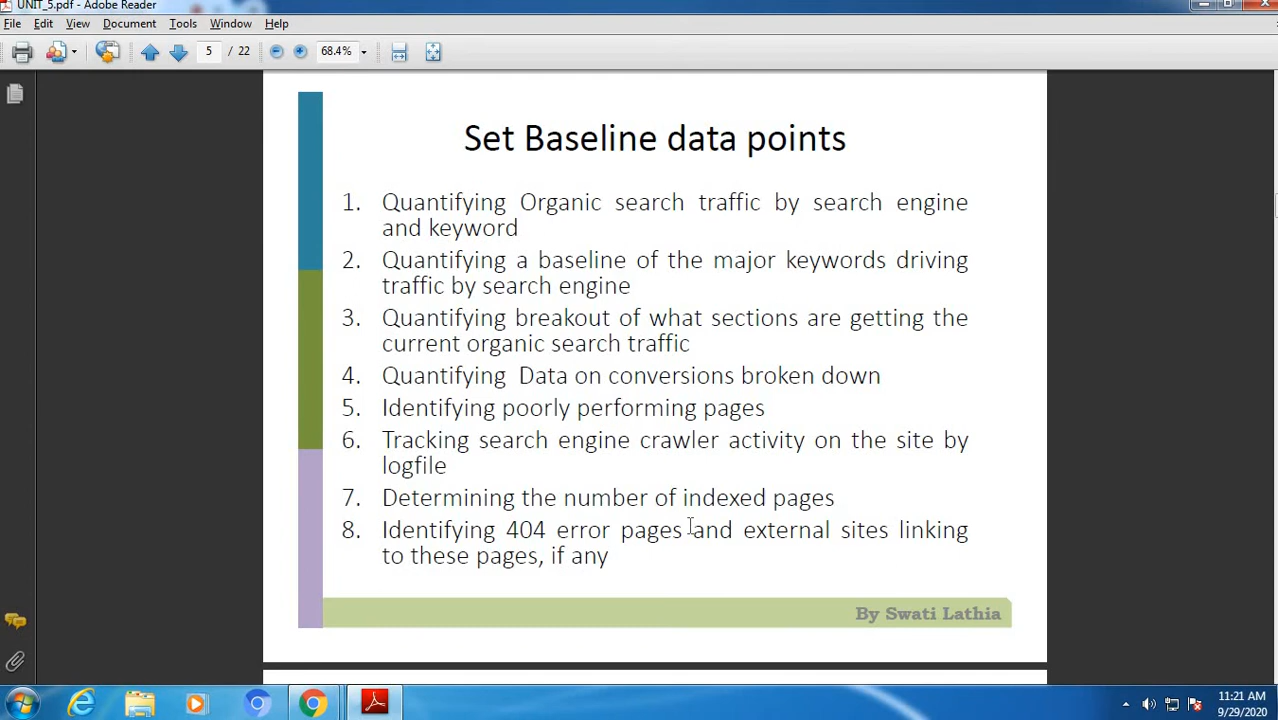 UNIT_5.pdf - Adobe Reader
File Edit View Document Tools Window Help
5 / 22 68.4%
Set Baseline data points
1. Quantifying Organic search traffic by search engine
and keyword
2. Quantifying a baseline of the major keywords driving
traffic by search engine
3. Quantifying breakout of what sections are getting the
current organic search traffic
4. Quantifying Data on conversions broken down
5. Identifying poorly performing pages
6. Tracking search engine crawler activity on the site by
logfile
7. Determining the number of indexed pages
8. Identifying 404 error pages and external sites linking
to these pages, if any
By Swati Lathia
11:21 AM
9/29/2020